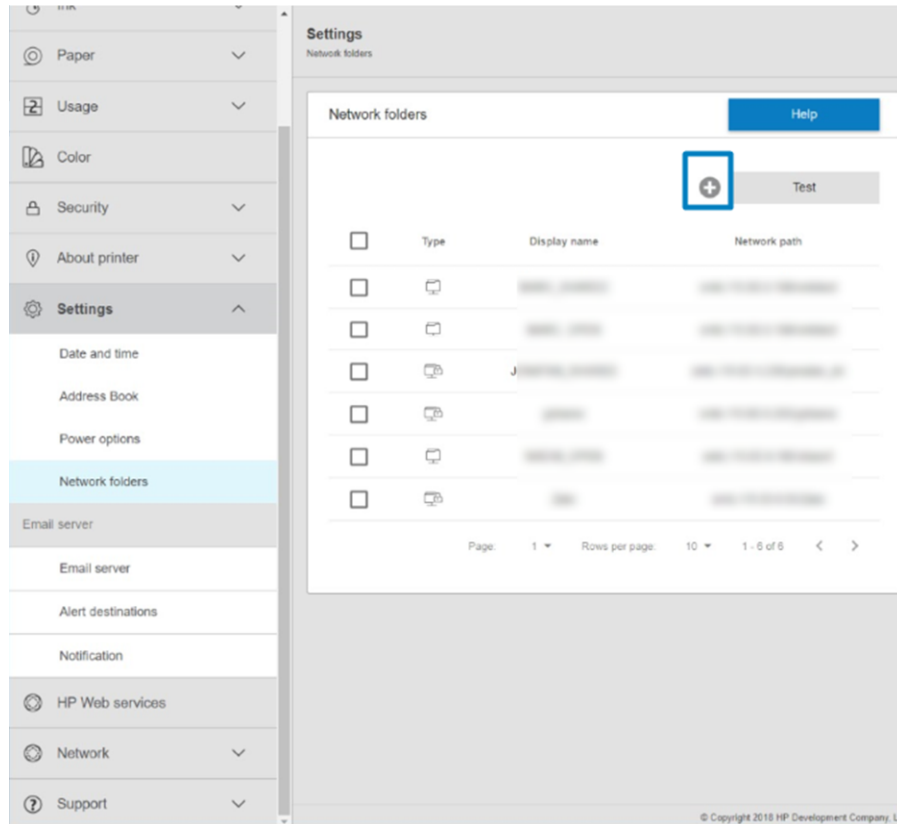 Ink
Paper
Usage
Color
Security
About printer
Settings
Date and time
Address Book
Power options
Network folders
Email server
Email server
Alert destinations
Notification
HP Web services
Network
Support
Settings
Network folders
Network folders
Help
Test
Type Display name Network path
Page: 1 Rows per page: 10 1 - 6 of 6
© Copyright 2018 HP Development Company, L